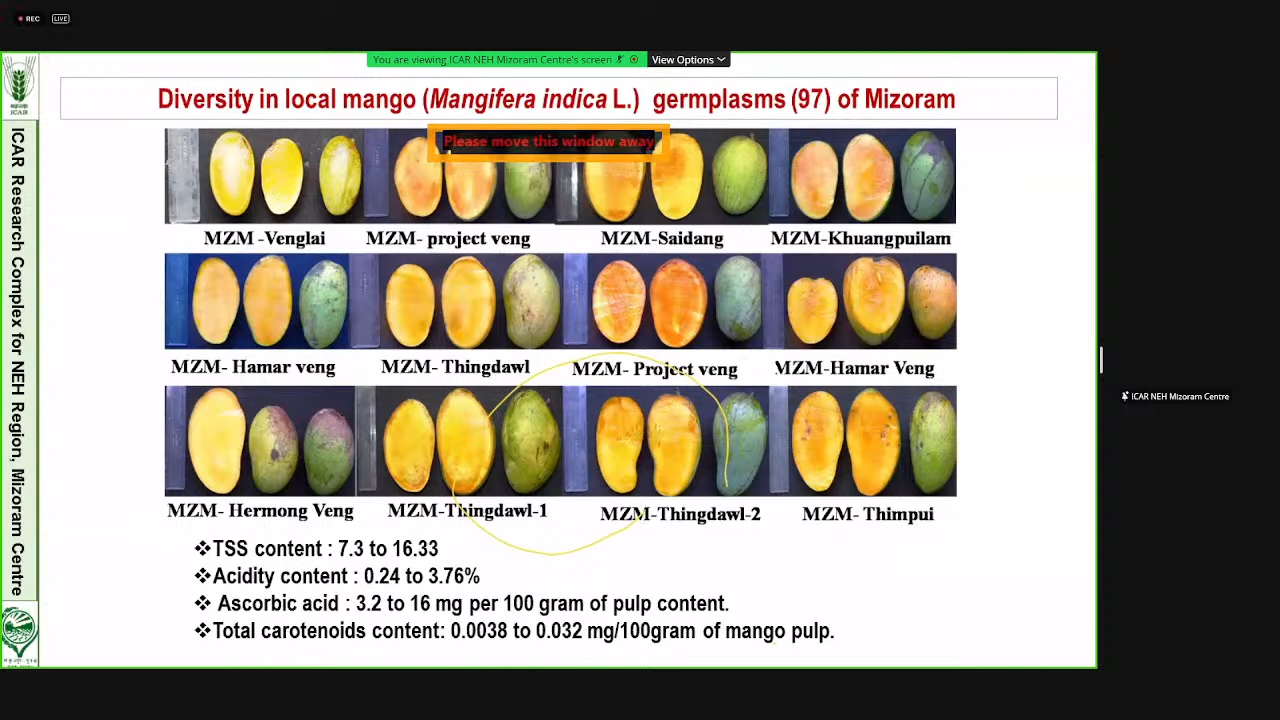 REC
LIVE
You are viewing ICAR NEH Mizoram Centre's screen
View Options
Diversity in local mango (Mangifera indica L.) germplasms (97) of Mizoram
Please move this window away
MZM -Venglai
MZM- project veng
MZM-Saidang
MZM-Khuangpuilam
MZM- Hamar veng
MZM- Thingdawl
MZM- Project veng
MZM-Hamar Veng
MZM- Hermong Veng
MZM-Thingdawl-1
MZM-Thingdawl-2
MZM- Thimpui
❖TSS content : 7.3 to 16.33
❖Acidity content : 0.24 to 3.76%
❖ Ascorbic acid : 3.2 to 16 mg per 100 gram of pulp content.
❖Total carotenoids content: 0.0038 to 0.032 mg/100gram of mango pulp.
ICAR
ICAR Research Complex for NEH Region, Mizoram Centre
ICAR NEH Mizoram Centre